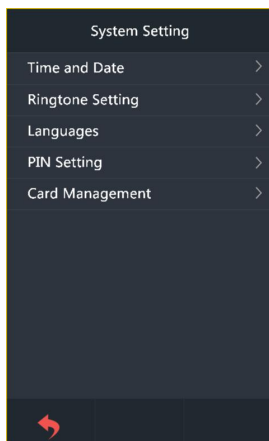 System Setting
Time and Date
Ringtone Setting
Languages
PIN Setting
Card Management